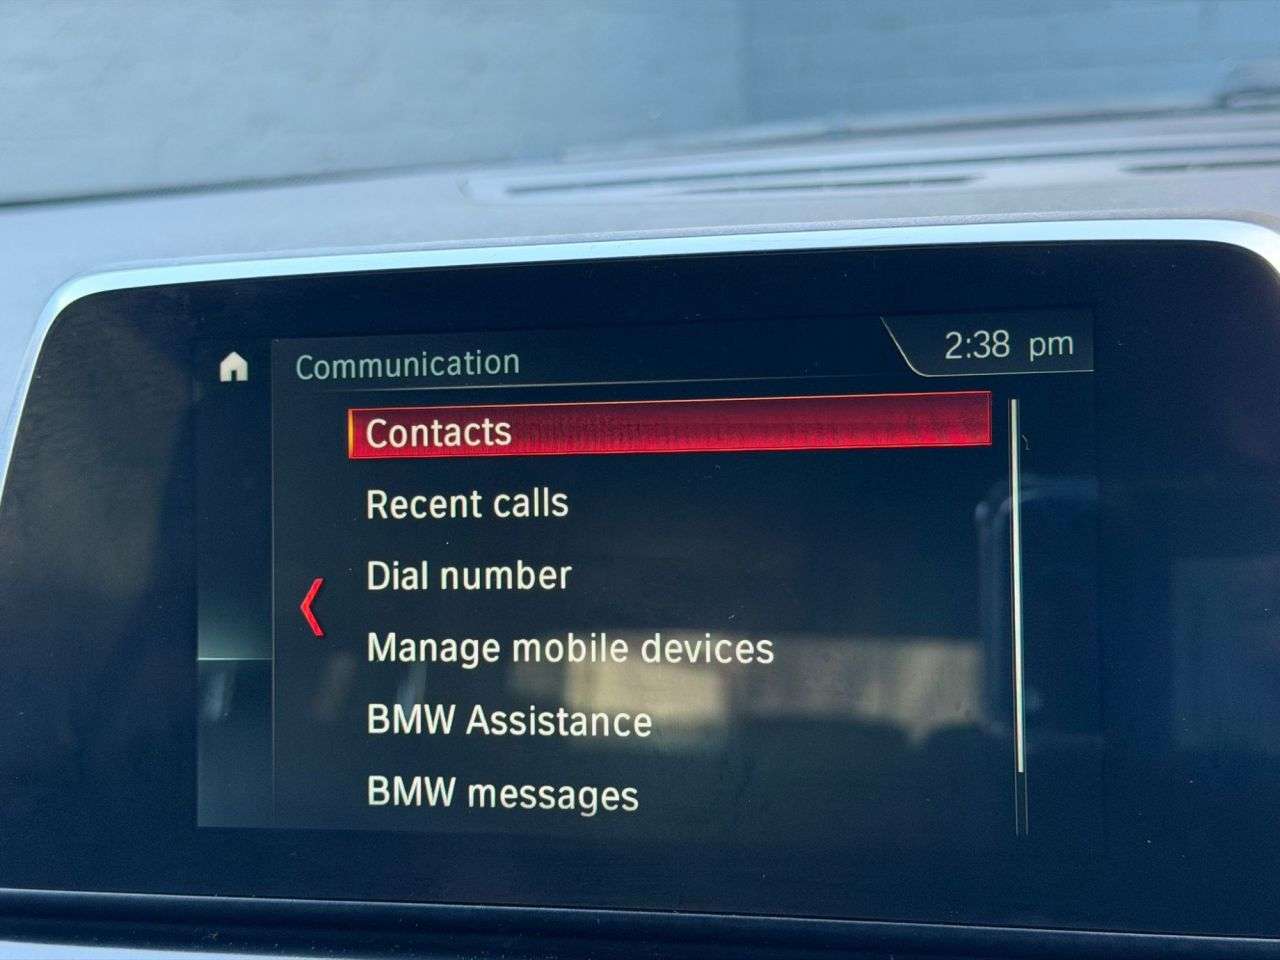 Communication
2:38 pm
Contacts
Recent calls
Dial number
Manage mobile devices
BMW Assistance
BMW messages